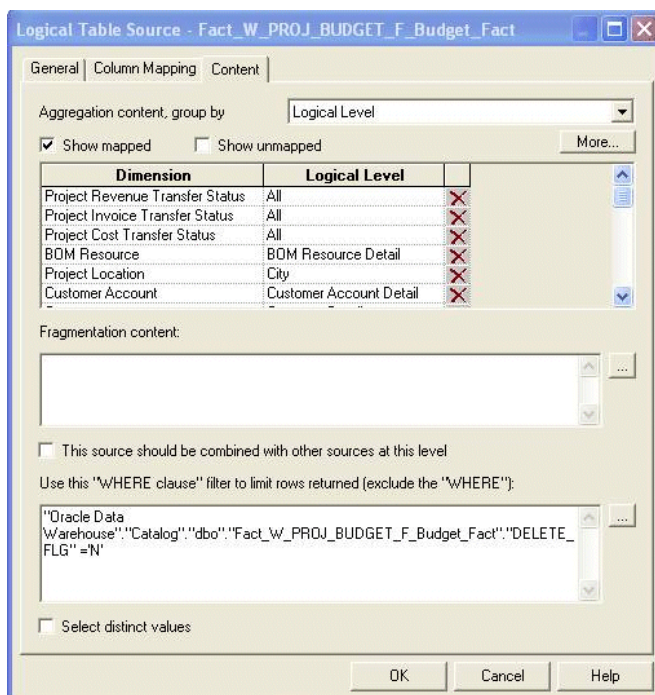 Logical Table Source - Fact_W_PROJ_BUDGET_F_Budget_Fact
General Column Mapping Content
Aggregation content, group by Logical Level
Show mapped Show unmapped More...
Dimension Logical Level
Project Revenue Transfer Status All
Project Invoice Transfer Status All
Project Cost Transfer Status All
BOM Resource BOM Resource Detail
Project Location City
Customer Account Customer Account Detail
Fragmentation content:
...
This source should be combined with other sources at this level
Use this "WHERE clause" filter to limit rows returned (exclude the "WHERE"):
"Oracle Data
Warehouse"."Catalog"."dbo"."Fact_W_PROJ_BUDGET_F_Budget_Fact"."DELETE_ ...
FLG" ='N'
Select distinct values
OK Cancel Help